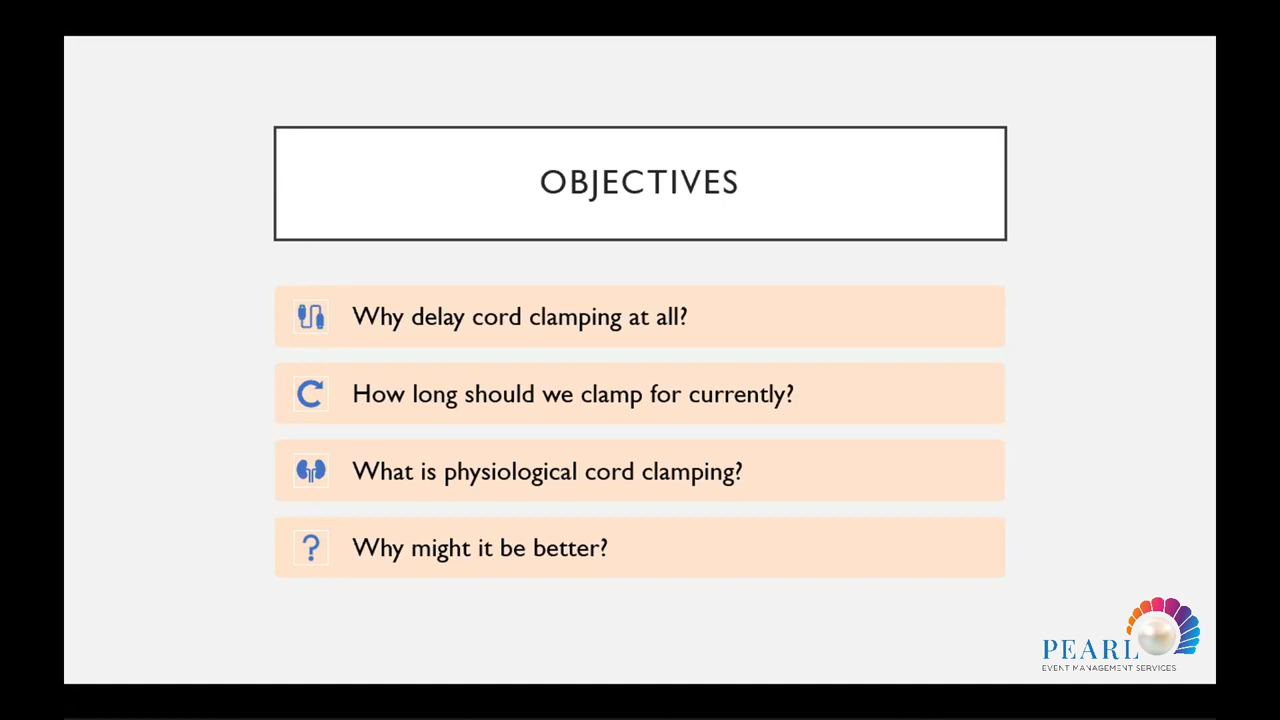 OBJECTIVES
Why delay cord clamping at all?
How long should we clamp for currently?
What is physiological cord clamping?
Why might it be better?
PEARL
EVENT MANAGEMENT SERVICES